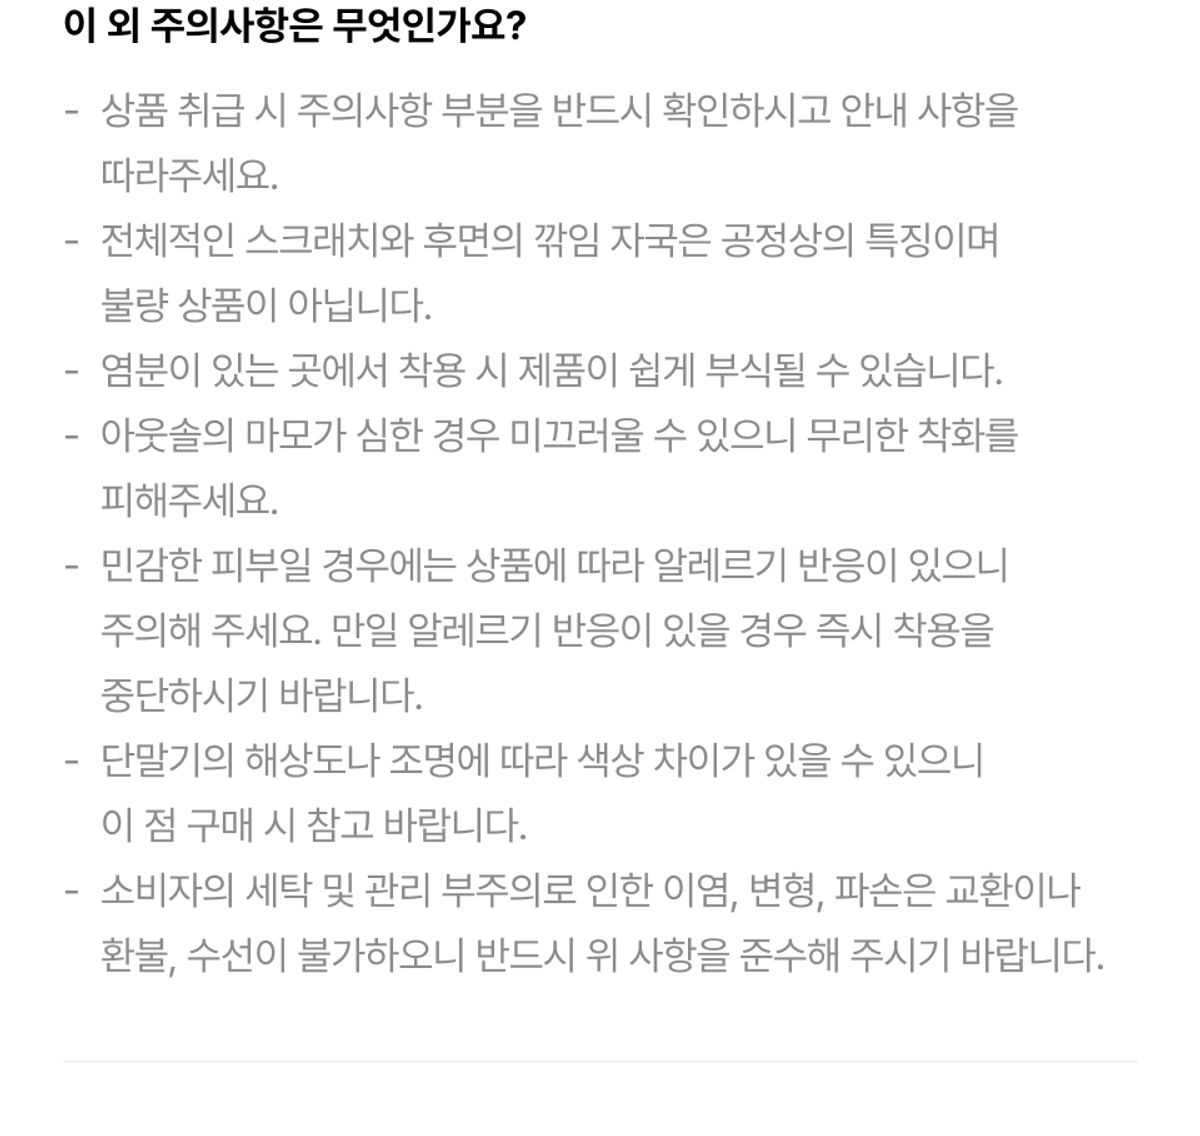 이 외 주의사항은 무엇인가요?
- 상품 취급 시 주의사항 부분을 반드시 확인하시고 안내 사항을
따라주세요.
- 전체적인 스크래치와 후면의 깎임 자국은 공정상의 특징이며
불량 상품이 아닙니다.
- 염분이 있는 곳에서 착용 시 제품이 쉽게 부식될 수 있습니다.
- 아웃솔의 마모가 심한 경우 미끄러울 수 있으니 무리한 착화를
피해주세요.
- 민감한 피부일 경우에는 상품에 따라 알레르기 반응이 있으니
주의해 주세요. 만일 알레르기 반응이 있을 경우 즉시 착용을
중단하시기 바랍니다.
- 단말기의 해상도나 조명에 따라 색상 차이가 있을 수 있으니
이 점 구매 시 참고 바랍니다.
- 소비자의 세탁 및 관리 부주의로 인한 이염, 변형, 파손은 교환이나
환불, 수선이 불가하오니 반드시 위 사항을 준수해 주시기 바랍니다.